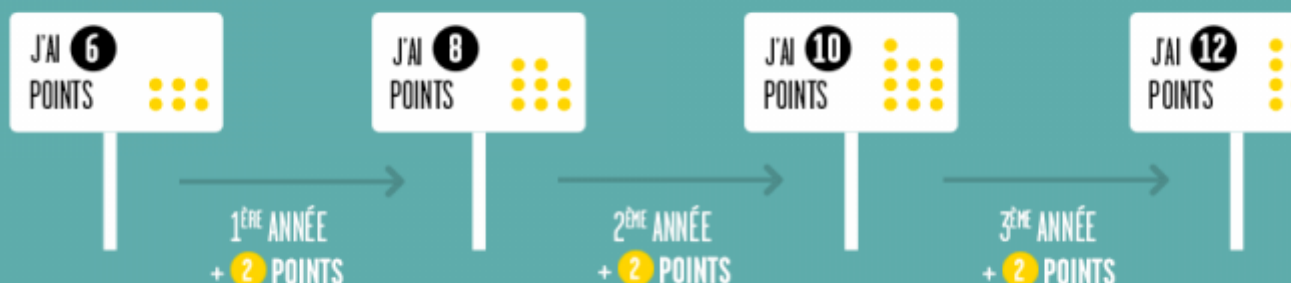 J'AI 6
POINTS
J'AI 8
POINTS
J'AI 10
POINTS
J'AI 12
POINTS
1ÈRE ANNÉE
+ 2 POINTS
2ÈME ANNÉE
+ 2 POINTS
3ÈME ANNÉE
+ 2 POINTS